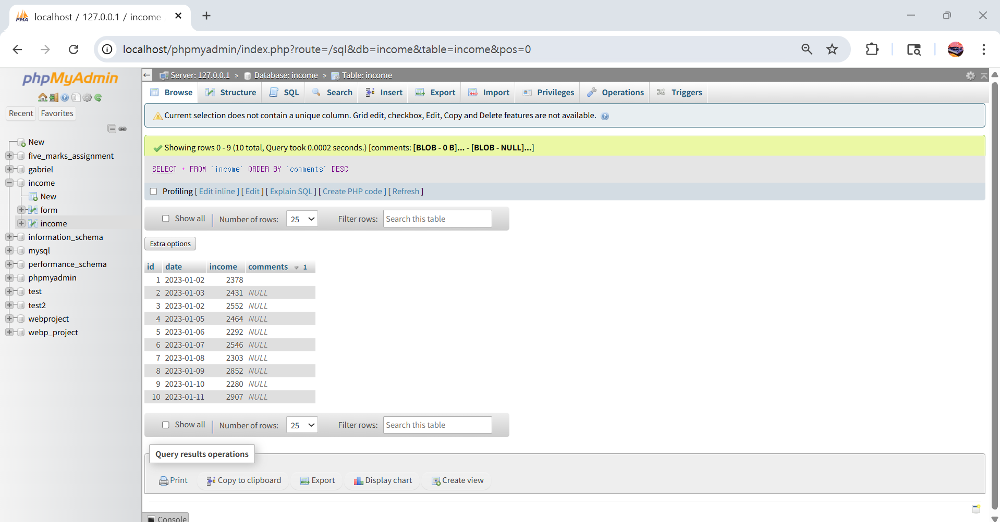 PMA localhost / 127.0.0.1 / income
localhost/phpmyadmin/index.php?route=/sql&db=income&table=income&pos=0
phpMyAdmin
Recent Favorites
New
five_marks_assignment
gabriel
income
New
form
income
information_schema
mysql
performance_schema
phpmyadmin
test
test2
webproject
webp_project
Server: 127.0.0.1 » Database: income » Table: income
Browse Structure SQL Search Insert Export Import Privileges Operations Triggers
Current selection does not contain a unique column. Grid edit, checkbox, Edit, Copy and Delete features are not available.
Showing rows 0 - 9 (10 total, Query took 0.0002 seconds.) [comments: [BLOB - 0 B]... - [BLOB - NULL]...]
SELECT * FROM `income` ORDER BY `comments` DESC
Profiling [ Edit inline ] [ Edit ] [ Explain SQL ] [ Create PHP code ] [ Refresh ]
Show all Number of rows: 25 Filter rows: Search this table
Extra options
id date income comments 1
1 2023-01-02 2378
2 2023-01-03 2431 NULL
3 2023-01-02 2552 NULL
4 2023-01-05 2464 NULL
5 2023-01-06 2292 NULL
6 2023-01-07 2546 NULL
7 2023-01-08 2303 NULL
8 2023-01-09 2852 NULL
9 2023-01-10 2280 NULL
10 2023-01-11 2907 NULL
Show all Number of rows: 25 Filter rows: Search this table
Query results operations
Print Copy to clipboard Export Display chart Create view
Console